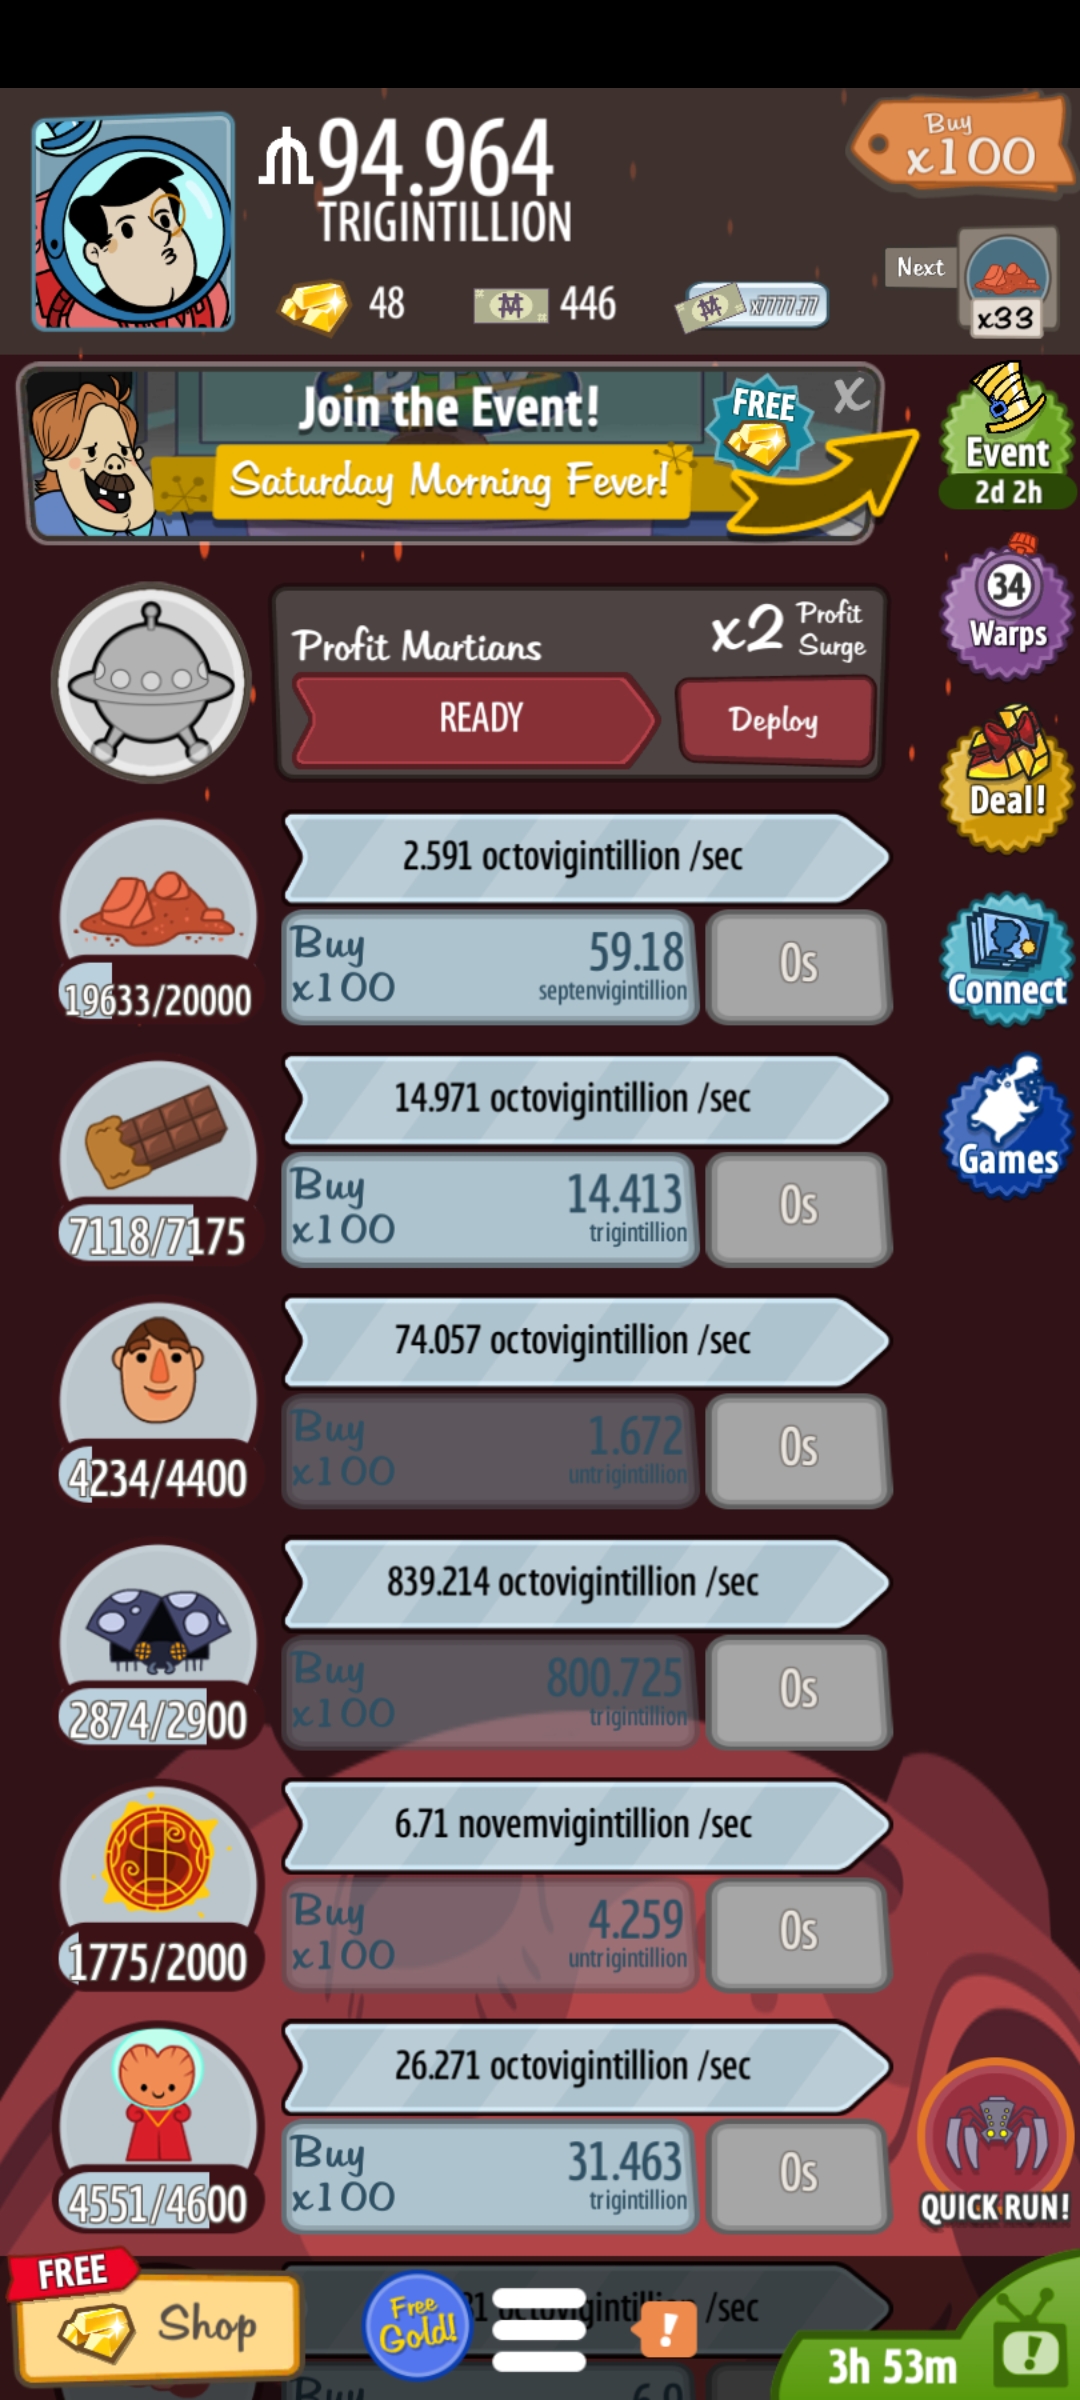 94.964
TRIGINTILLION
Buy
x100
48
446
x7777.77
Next
x33
Join the Event!
FREE
X
Saturday Morning Fever!
Event
2d 2h
34
Warps
Profit Martians
x2 Profit Surge
READY
Deploy
Deal!
2.591 octovigintillion /sec
19633/20000
Buy x100
59.18
septenvigintillion
0s
Connect
14.971 octovigintillion /sec
7118/7175
Buy x100
14.413
trigintillion
0s
Games
74.057 octovigintillion /sec
4234/4400
Buy x100
1.672
untrigintillion
0s
839.214 octovigintillion /sec
2874/2900
Buy x100
800.725
trigintillion
0s
6.71 novemvigintillion /sec
1775/2000
Buy x100
4.259
untrigintillion
0s
26.271 octovigintillion /sec
4551/4600
Buy x100
31.463
trigintillion
0s
QUICK RUN!
FREE
Shop
Free Gold!
/sec
!
3h 53m
!
Buy